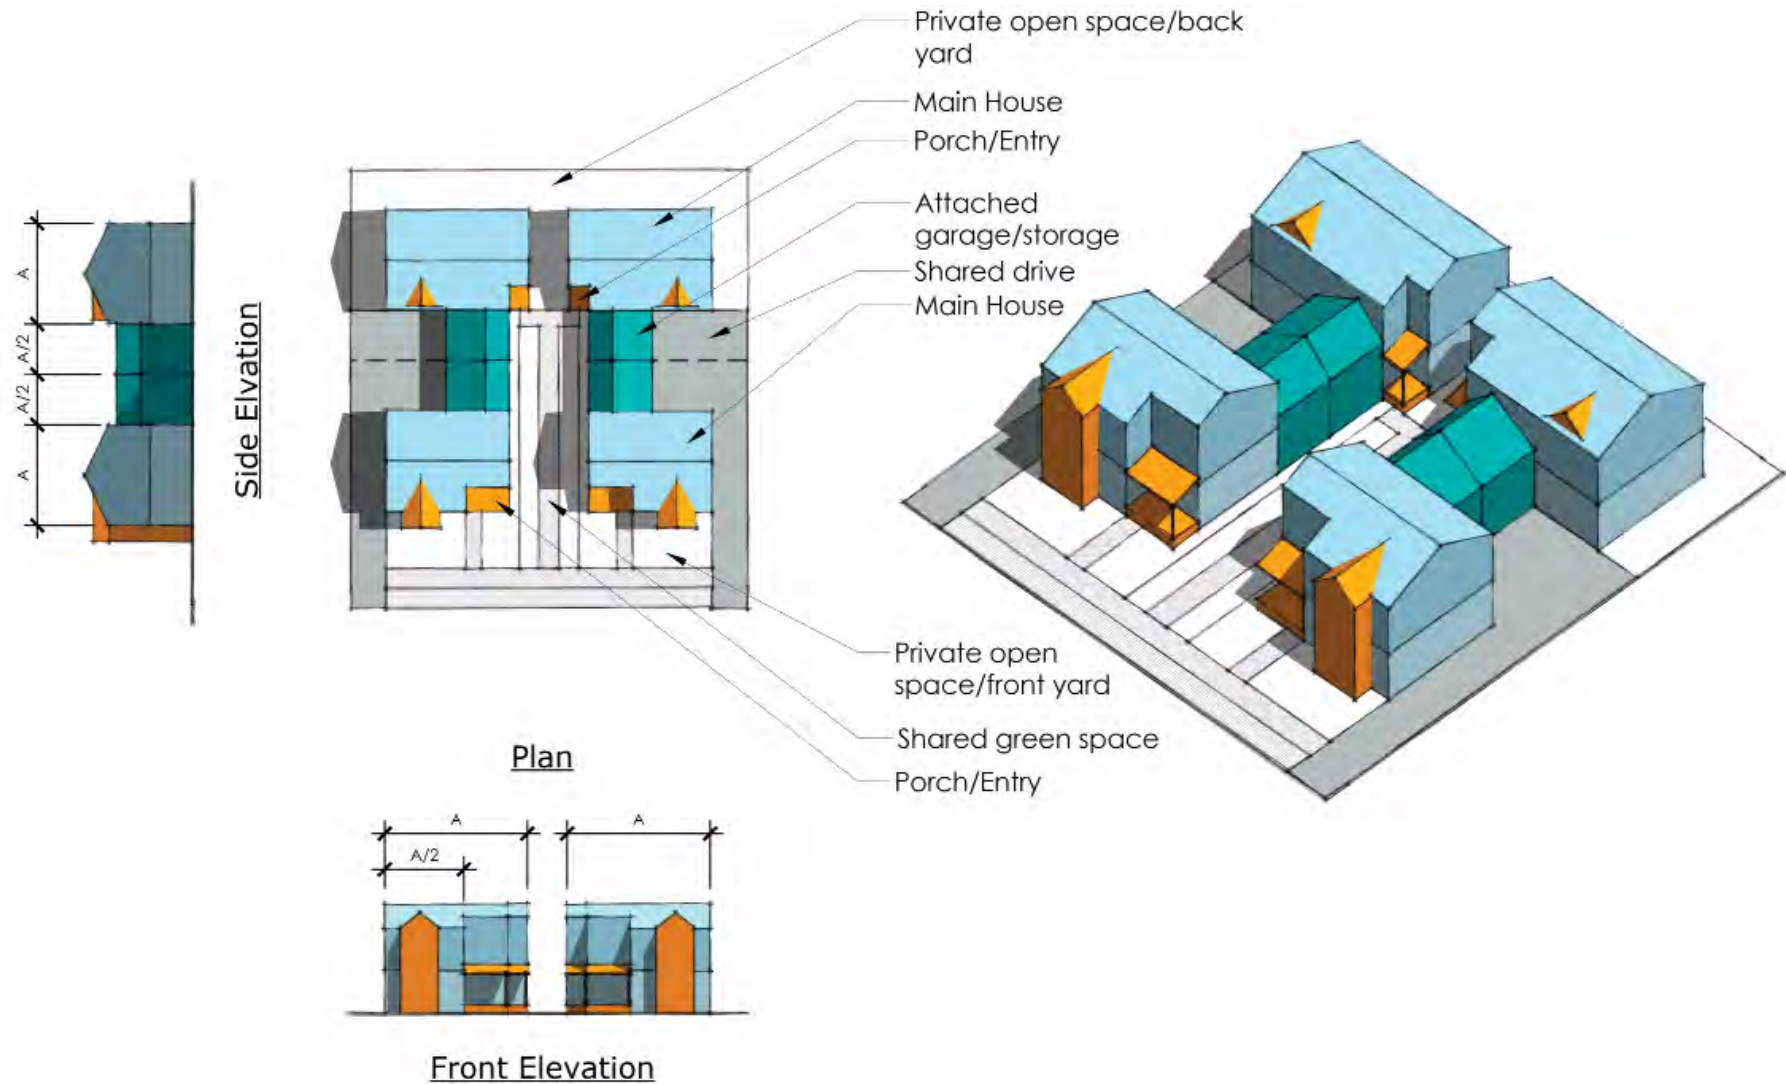 Private open space/back
yard
Main House
Porch/Entry
Attached
garage/storage
Shared drive
Main House
A
A/2
A/2
A
Side Elvation
Private open
space/front yard
Shared green space
Porch/Entry
Plan
A
A
A/2
Front Elevation